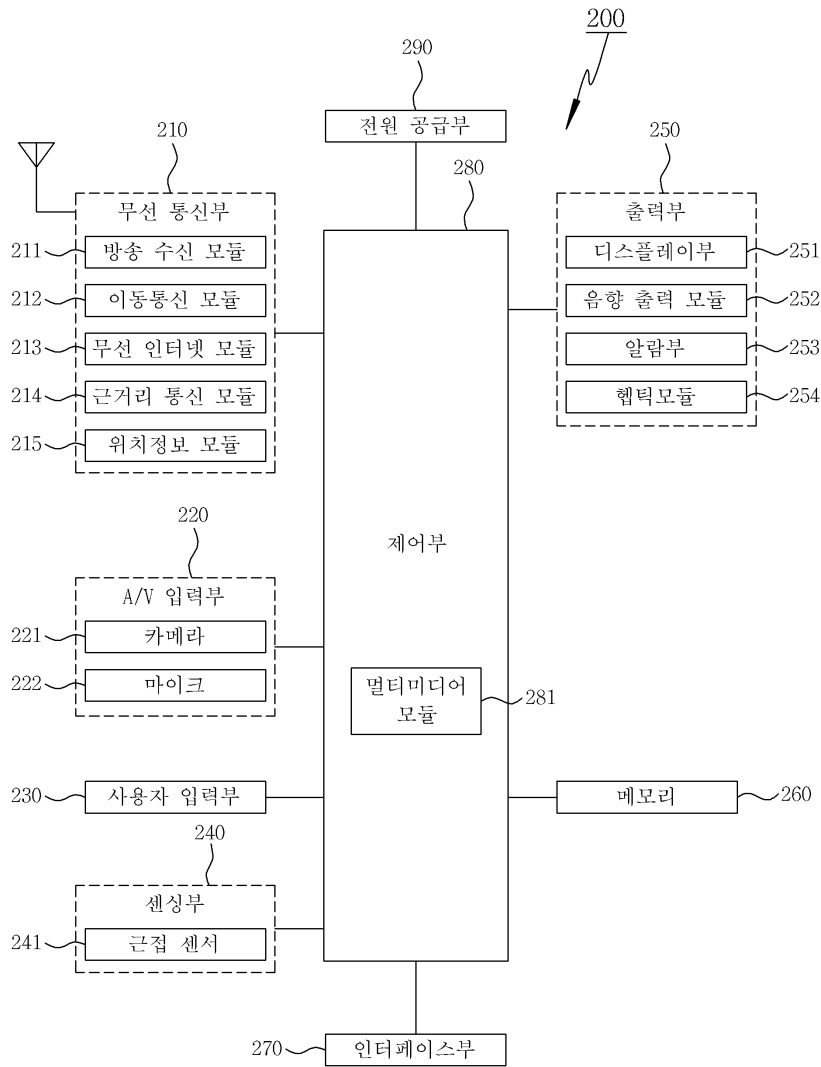 200
290
전원 공급부
210
무선 통신부
211
방송 수신 모듈
212
이동통신 모듈
213
무선 인터넷 모듈
214
근거리 통신 모듈
215
위치정보 모듈
220
A/V 입력부
221
카메라
222
마이크
230
사용자 입력부
240
센싱부
241
근접 센서
280
제어부
멀티미디어
모듈
281
250
출력부
디스플레이부
251
음향 출력 모듈
252
알람부
253
헵틱모듈
254
메모리
260
270
인터페이스부